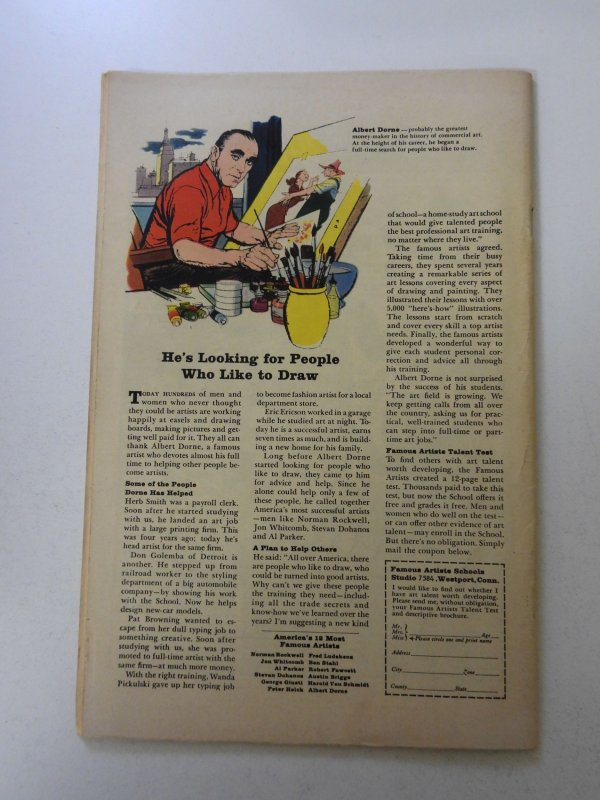 Albert Dorne — probably the greatest
money-maker in the history of commercial art.
At the height of his career, he began a
full-time search for people who like to draw.
He's Looking for People
Who Like to Draw
TODAY HUNDREDS of men and
women who never thought
they could be artists are working
happily at easels and drawing
boards, making pictures and get-
ting well paid for it. They all can
thank Albert Dorne, a famous
artist who devotes almost his full
time to helping other people be-
come artists.
Some of the People
Dorne Has Helped
Herb Smith was a payroll clerk.
Soon after he started studying
with us, he landed an art job
with a large printing firm. This
was four years ago; today he's
head artist for the same firm.
Don Golemba of Detroit is
another. He stepped up from
railroad worker to the styling
department of a big automobile
company—by showing his work
with the School. Now he helps
design new car models.
Pat Browning wanted to es-
cape from her dull typing job to
something creative. Soon after
studying with us, she was pro-
moted to full-time artist with the
same firm—at much more money.
With the right training, Wanda
Pickulski gave up her typing job
to become fashion artist for a local
department store.
Eric Ericson worked in a garage
while he studied art at night. To-
day he is a successful artist, earns
seven times as much, and is build-
ing a new home for his family.
Long before Albert Dorne
started looking for people who
like to draw, they came to him
for advice and help. Since he
alone could help only a few of
these people, he called together
America's most successful artists
—men like Norman Rockwell,
Jon Whitcomb, Stevan Dohanos
and Al Parker.
A Plan to Help Others
He said: "All over America, there
are people who like to draw, who
could be turned into good artists.
Why can't we give these people
the training they need—includ-
ing all the trade secrets and
know-how we've learned over the
years? I'm suggesting a new kind
America's 12 Most
Famous Artists
Norman Rockwell Fred Ludekens
Jon Whitcomb Ben Stahl
Al Parker Robert Fawcett
Stevan Dohanos Austin Briggs
George Giusti Harold Von Schmidt
Peter Helck Albert Dorne
of school—a home-study art school
that would give talented people
the best professional art training,
no matter where they live."
The famous artists agreed.
Taking time from their busy
careers, they spent several years
creating a remarkable series of
art lessons covering every aspect
of drawing and painting. They
illustrated their lessons with over
5,000 "here's-how" illustrations.
The lessons start from scratch
and cover every skill a top artist
needs. Finally, the famous artists
developed a wonderful way to
give each student personal cor-
rection and advice all through
his training.
Albert Dorne is not surprised
by the success of his students.
"The art field is growing. We
keep getting calls from all over
the country, asking us for prac-
tical, well-trained students who
can step into full-time or part-
time art jobs."
Famous Artists Talent Test
To find others with art talent
worth developing, the Famous
Artists created a 12-page talent
test. Thousands paid to take this
test, but now the School offers it
free and grades it free. Men and
women who do well on the test—
or can offer other evidence of art
talent—may enroll in the School.
But there's no obligation. Simply
mail the coupon below.
Famous Artists Schools
Studio 7584, Westport, Conn.
I would like to find out whether I
have art talent worth developing.
Please send me, without obligation,
your Famous Artists Talent Test
and descriptive brochure.
Mr.
Mrs. Age
Miss Please circle one and print name
Address
City Zone
County State